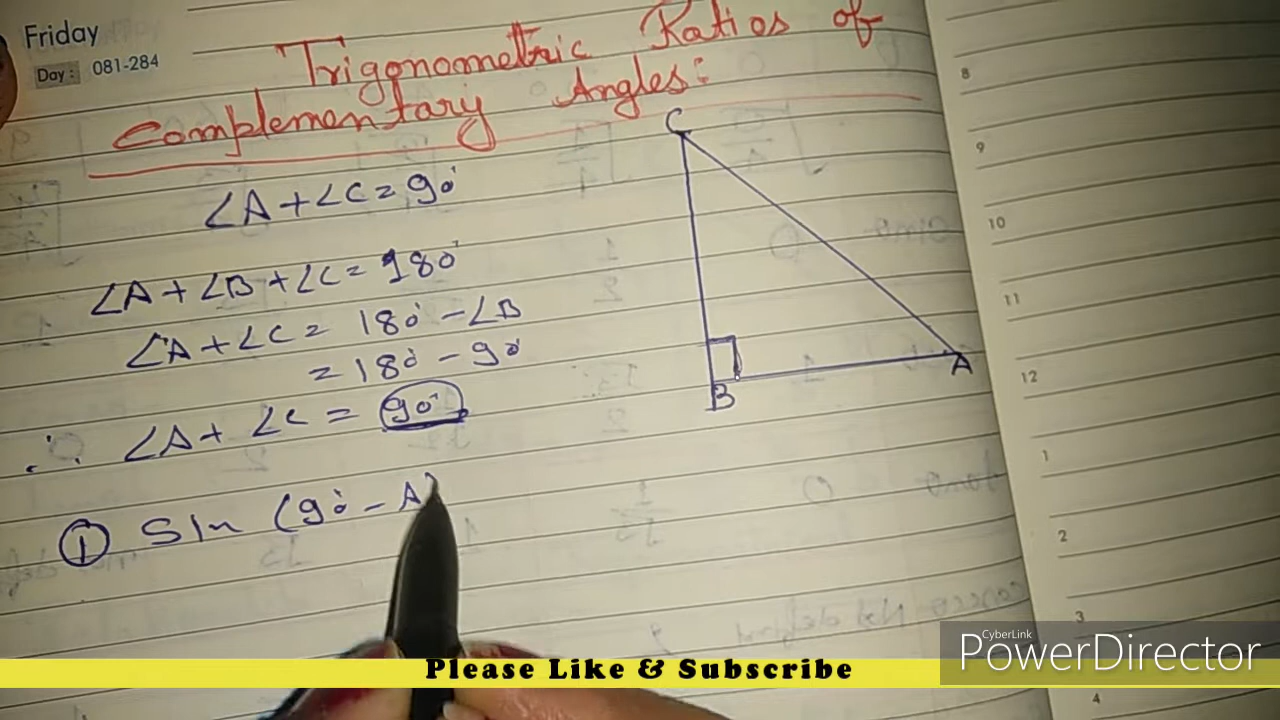 Friday
Day: 081-284
Trigonometric Ratios of
Complementary Angles:
∠A + ∠C = 90°
∠A + ∠B + ∠C = 180°
∠A + ∠C = 180° - ∠B
= 180° - 90°
∴ ∠A + ∠C = 90°
① Sin (90° - A)
C
B
A
8
9
10
11
12
1
2
3
4
CyberLink
PowerDirector
Please Like & Subscribe